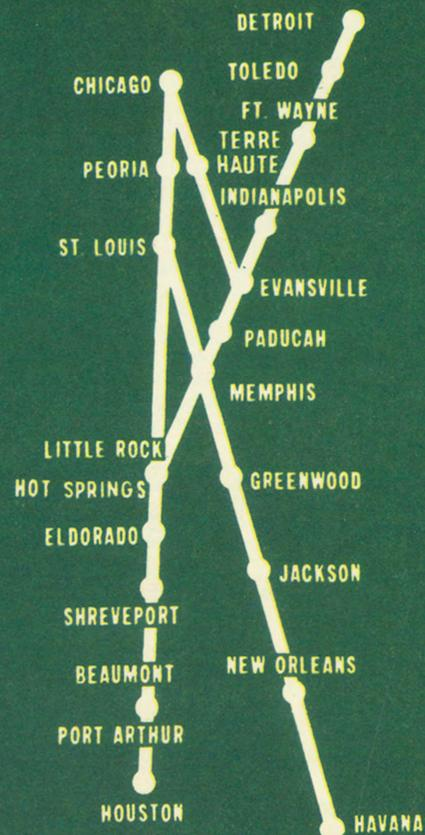 DETROIT
CHICAGO
TOLEDO
FT. WAYNE
TERRE
HAUTE
PEORIA
INDIANAPOLIS
ST. LOUIS
EVANSVILLE
PADUCAH
MEMPHIS
LITTLE ROCK
HOT SPRINGS
GREENWOOD
ELDORADO
JACKSON
SHREVEPORT
NEW ORLEANS
BEAUMONT
PORT ARTHUR
HOUSTON
HAVANA